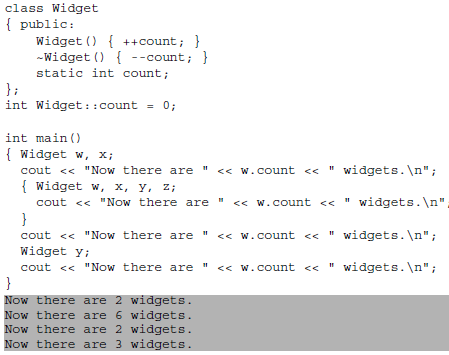 class Widget
{ public:
    Widget() { ++count; }
    ~Widget() { --count; }
    static int count;
};
int Widget::count = 0;

int main()
{ Widget w, x;
  cout << "Now there are " << w.count << " widgets.\n";
  { Widget w, x, y, z;
    cout << "Now there are " << w.count << " widgets.\n"
  }
  cout << "Now there are " << w.count << " widgets.\n";
  Widget y;
  cout << "Now there are " << w.count << " widgets.\n";
}
Now there are 2 widgets.
Now there are 6 widgets.
Now there are 2 widgets.
Now there are 3 widgets.